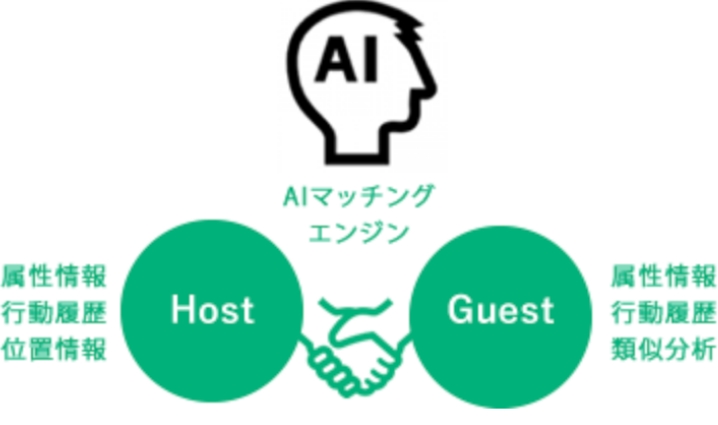 AI
AIマッチング
エンジン
属性情報
行動履歴
位置情報
Host
Guest
属性情報
行動履歴
類似分析